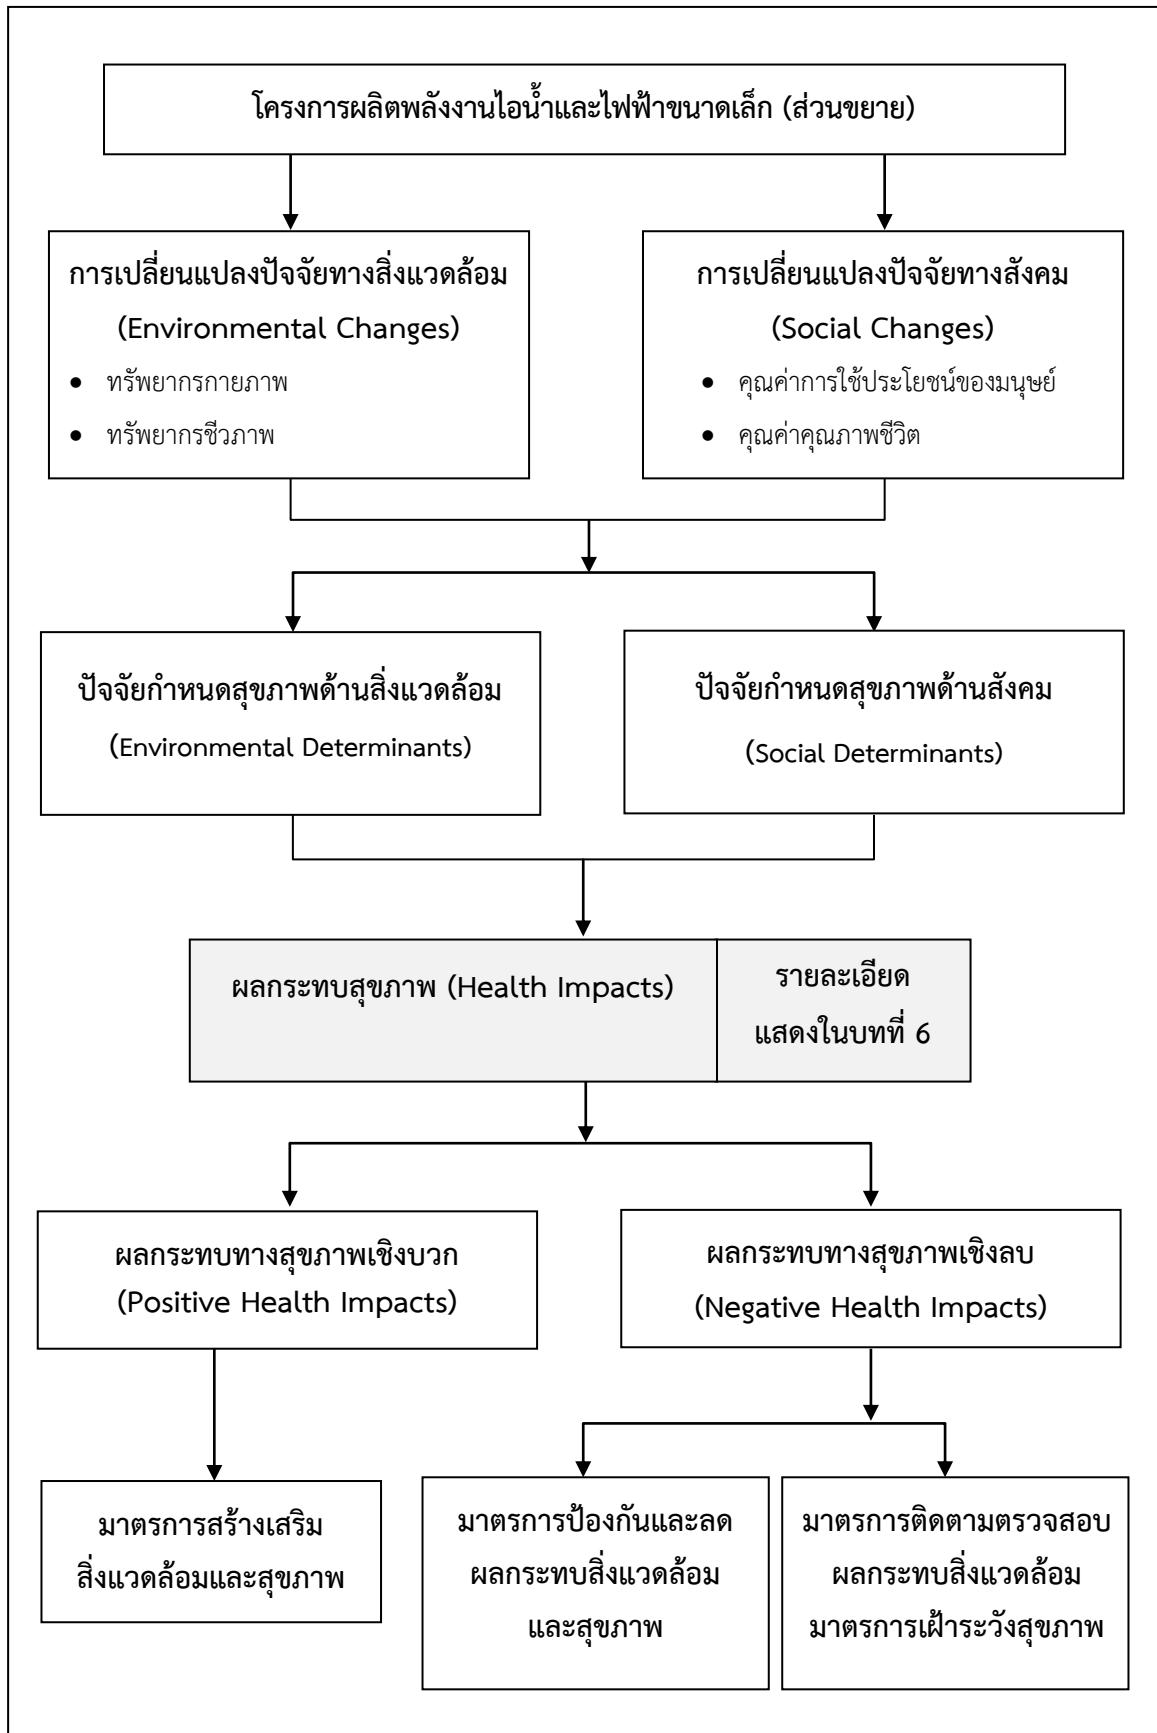 โครงการผลิตพลังงานไอน้ำและไฟฟ้าขนาดเล็ก (ส่วนขยาย)
การเปลี่ยนแปลงปัจจัยทางสิ่งแวดล้อม
(Environmental Changes)
• ทรัพยากรกายภาพ
• ทรัพยากรชีวภาพ
การเปลี่ยนแปลงปัจจัยทางสังคม
(Social Changes)
• คุณค่าการใช้ประโยชน์ของมนุษย์
• คุณค่าคุณภาพชีวิต
ปัจจัยกำหนดสุขภาพด้านสิ่งแวดล้อม
(Environmental Determinants)
ปัจจัยกำหนดสุขภาพด้านสังคม
(Social Determinants)
ผลกระทบสุขภาพ (Health Impacts)
รายละเอียด
แสดงในบทที่ 6
ผลกระทบทางสุขภาพเชิงบวก
(Positive Health Impacts)
ผลกระทบทางสุขภาพเชิงลบ
(Negative Health Impacts)
มาตรการสร้างเสริม
สิ่งแวดล้อมและสุขภาพ
มาตรการป้องกันและลด
ผลกระทบสิ่งแวดล้อม
และสุขภาพ
มาตรการติดตามตรวจสอบ
ผลกระทบสิ่งแวดล้อม
มาตรการเฝ้าระวังสุขภาพ